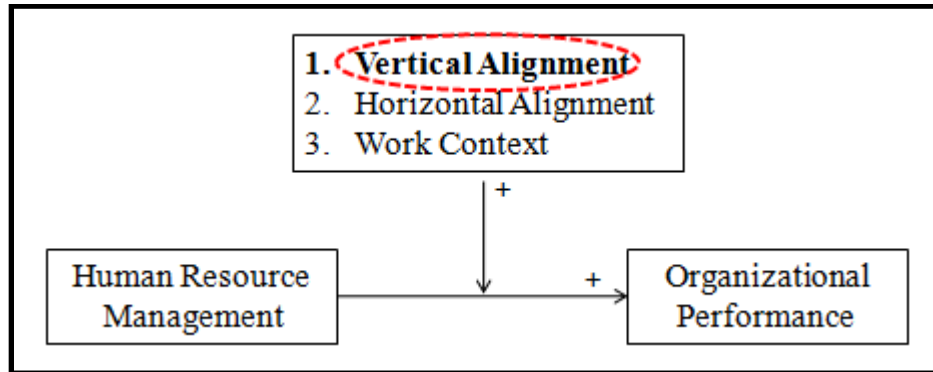 1. Vertical Alignment
2. Horizontal Alignment
3. Work Context
+
Human Resource
Management
+
Organizational
Performance